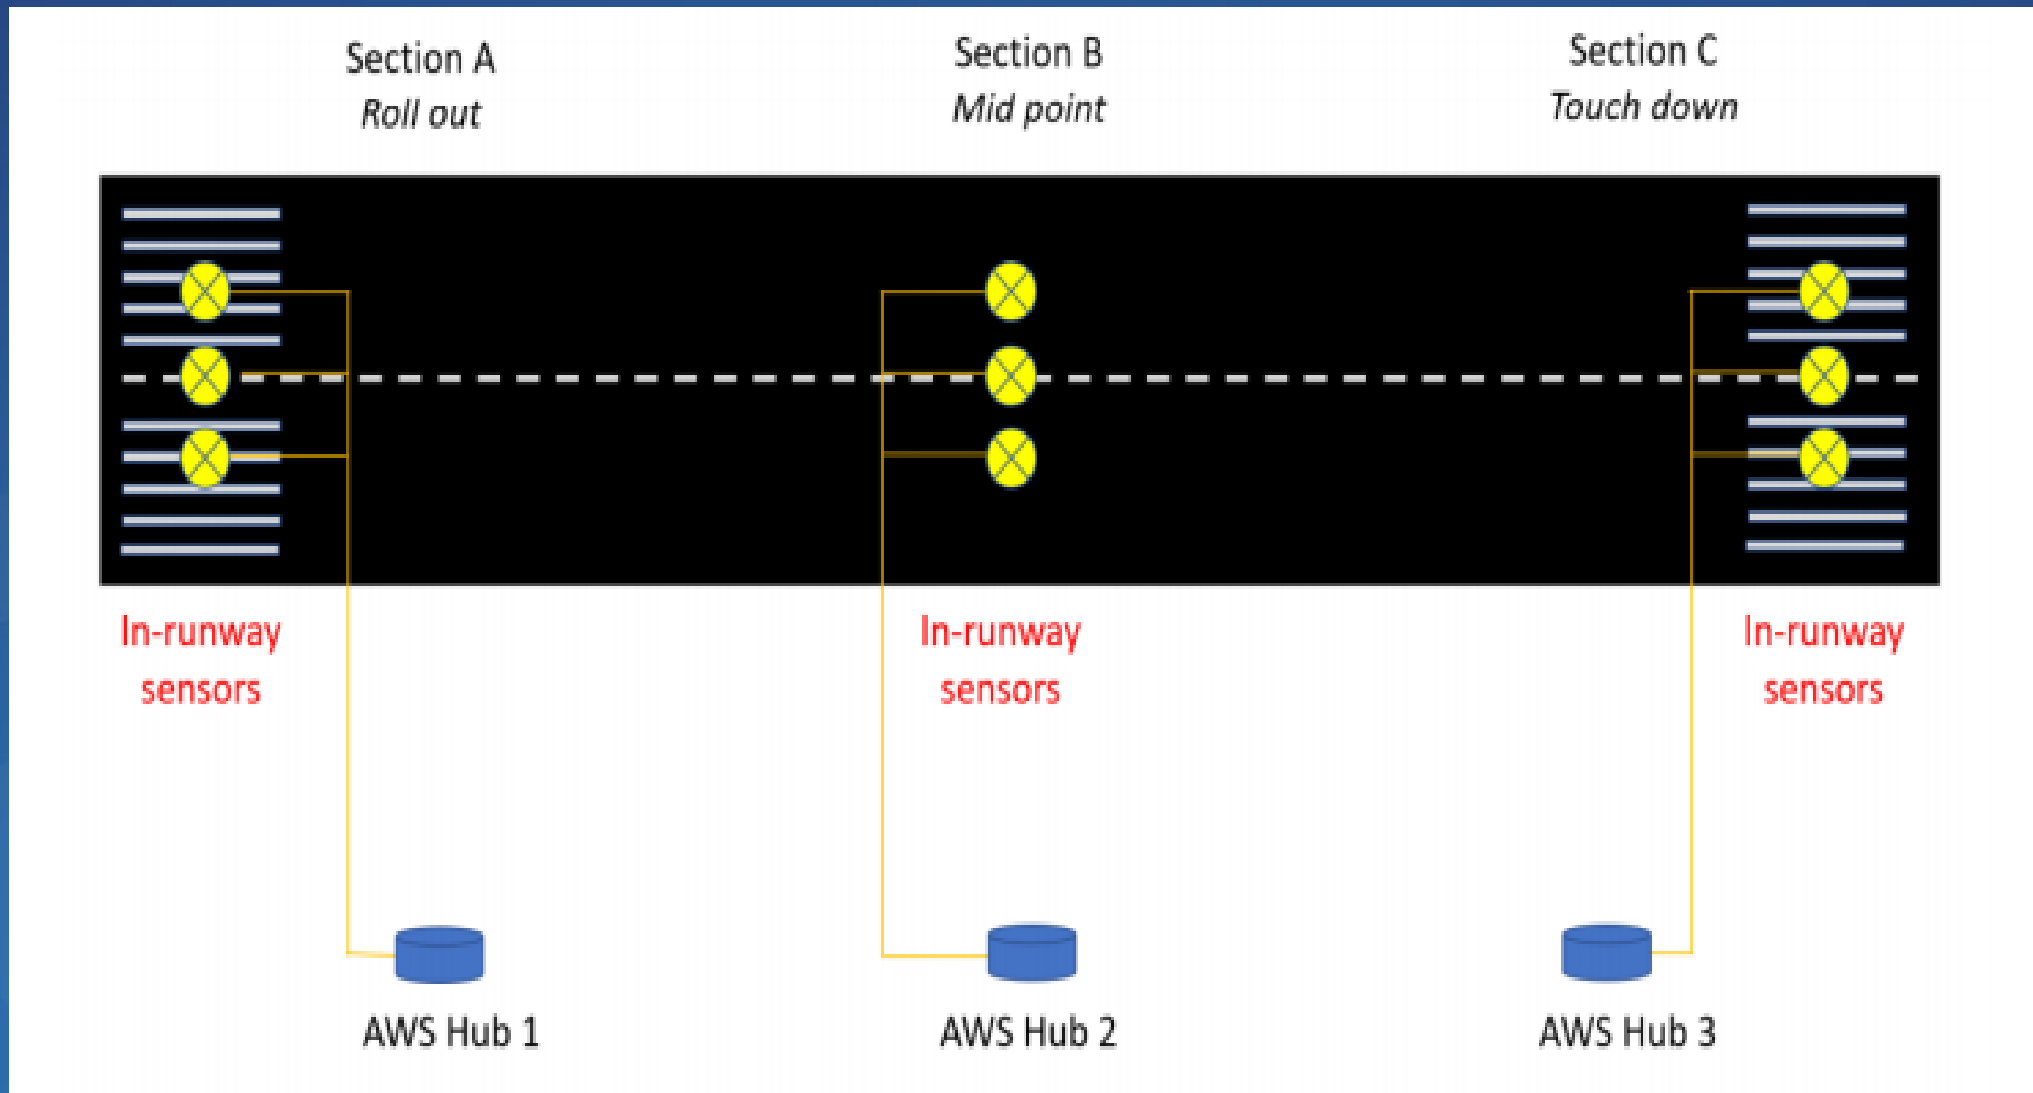 Section A
Roll out
Section B
Mid point
Section C
Touch down
In-runway
sensors
In-runway
sensors
In-runway
sensors
AWS Hub 1
AWS Hub 2
AWS Hub 3